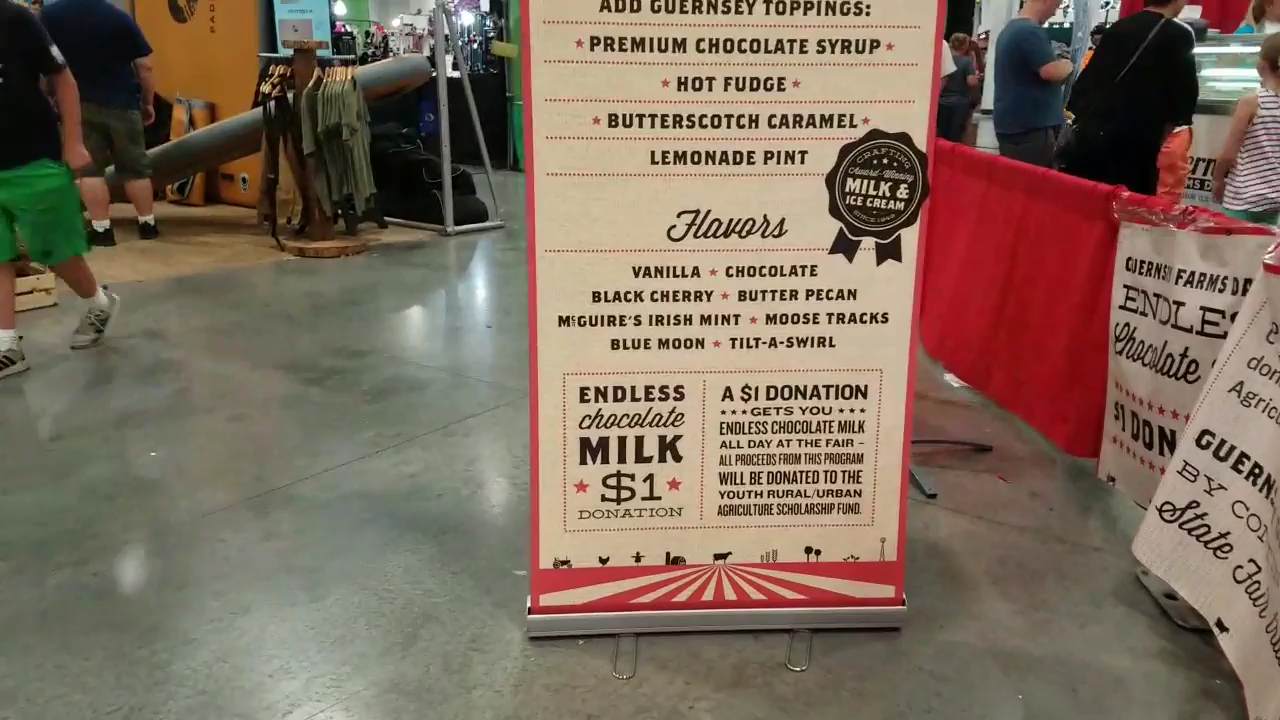 ADD GUERNSEY TOPPINGS:
PREMIUM CHOCOLATE SYRUP
HOT FUDGE
BUTTERSCOTCH CARAMEL
LEMONADE PINT
CRAFTING
Award-Winning
MILK &
ICE CREAM
SINCE 1940
Flavors
VANILLA ★ CHOCOLATE
BLACK CHERRY ★ BUTTER PECAN
McGUIRE'S IRISH MINT ★ MOOSE TRACKS
BLUE MOON ★ TILT-A-SWIRL
ENDLESS
chocolate
MILK
$1
DONATION
A $1 DONATION
GETS YOU
ENDLESS CHOCOLATE MILK
ALL DAY AT THE FAIR –
ALL PROCEEDS FROM THIS PROGRAM
WILL BE DONATED TO THE
YOUTH RURAL/URBAN
AGRICULTURE SCHOLARSHIP FUND.
GUERNSEY FARMS D
ENDLES
Chocolate
$1 DON
don
Agric
GUERN
BY CO
State Fair